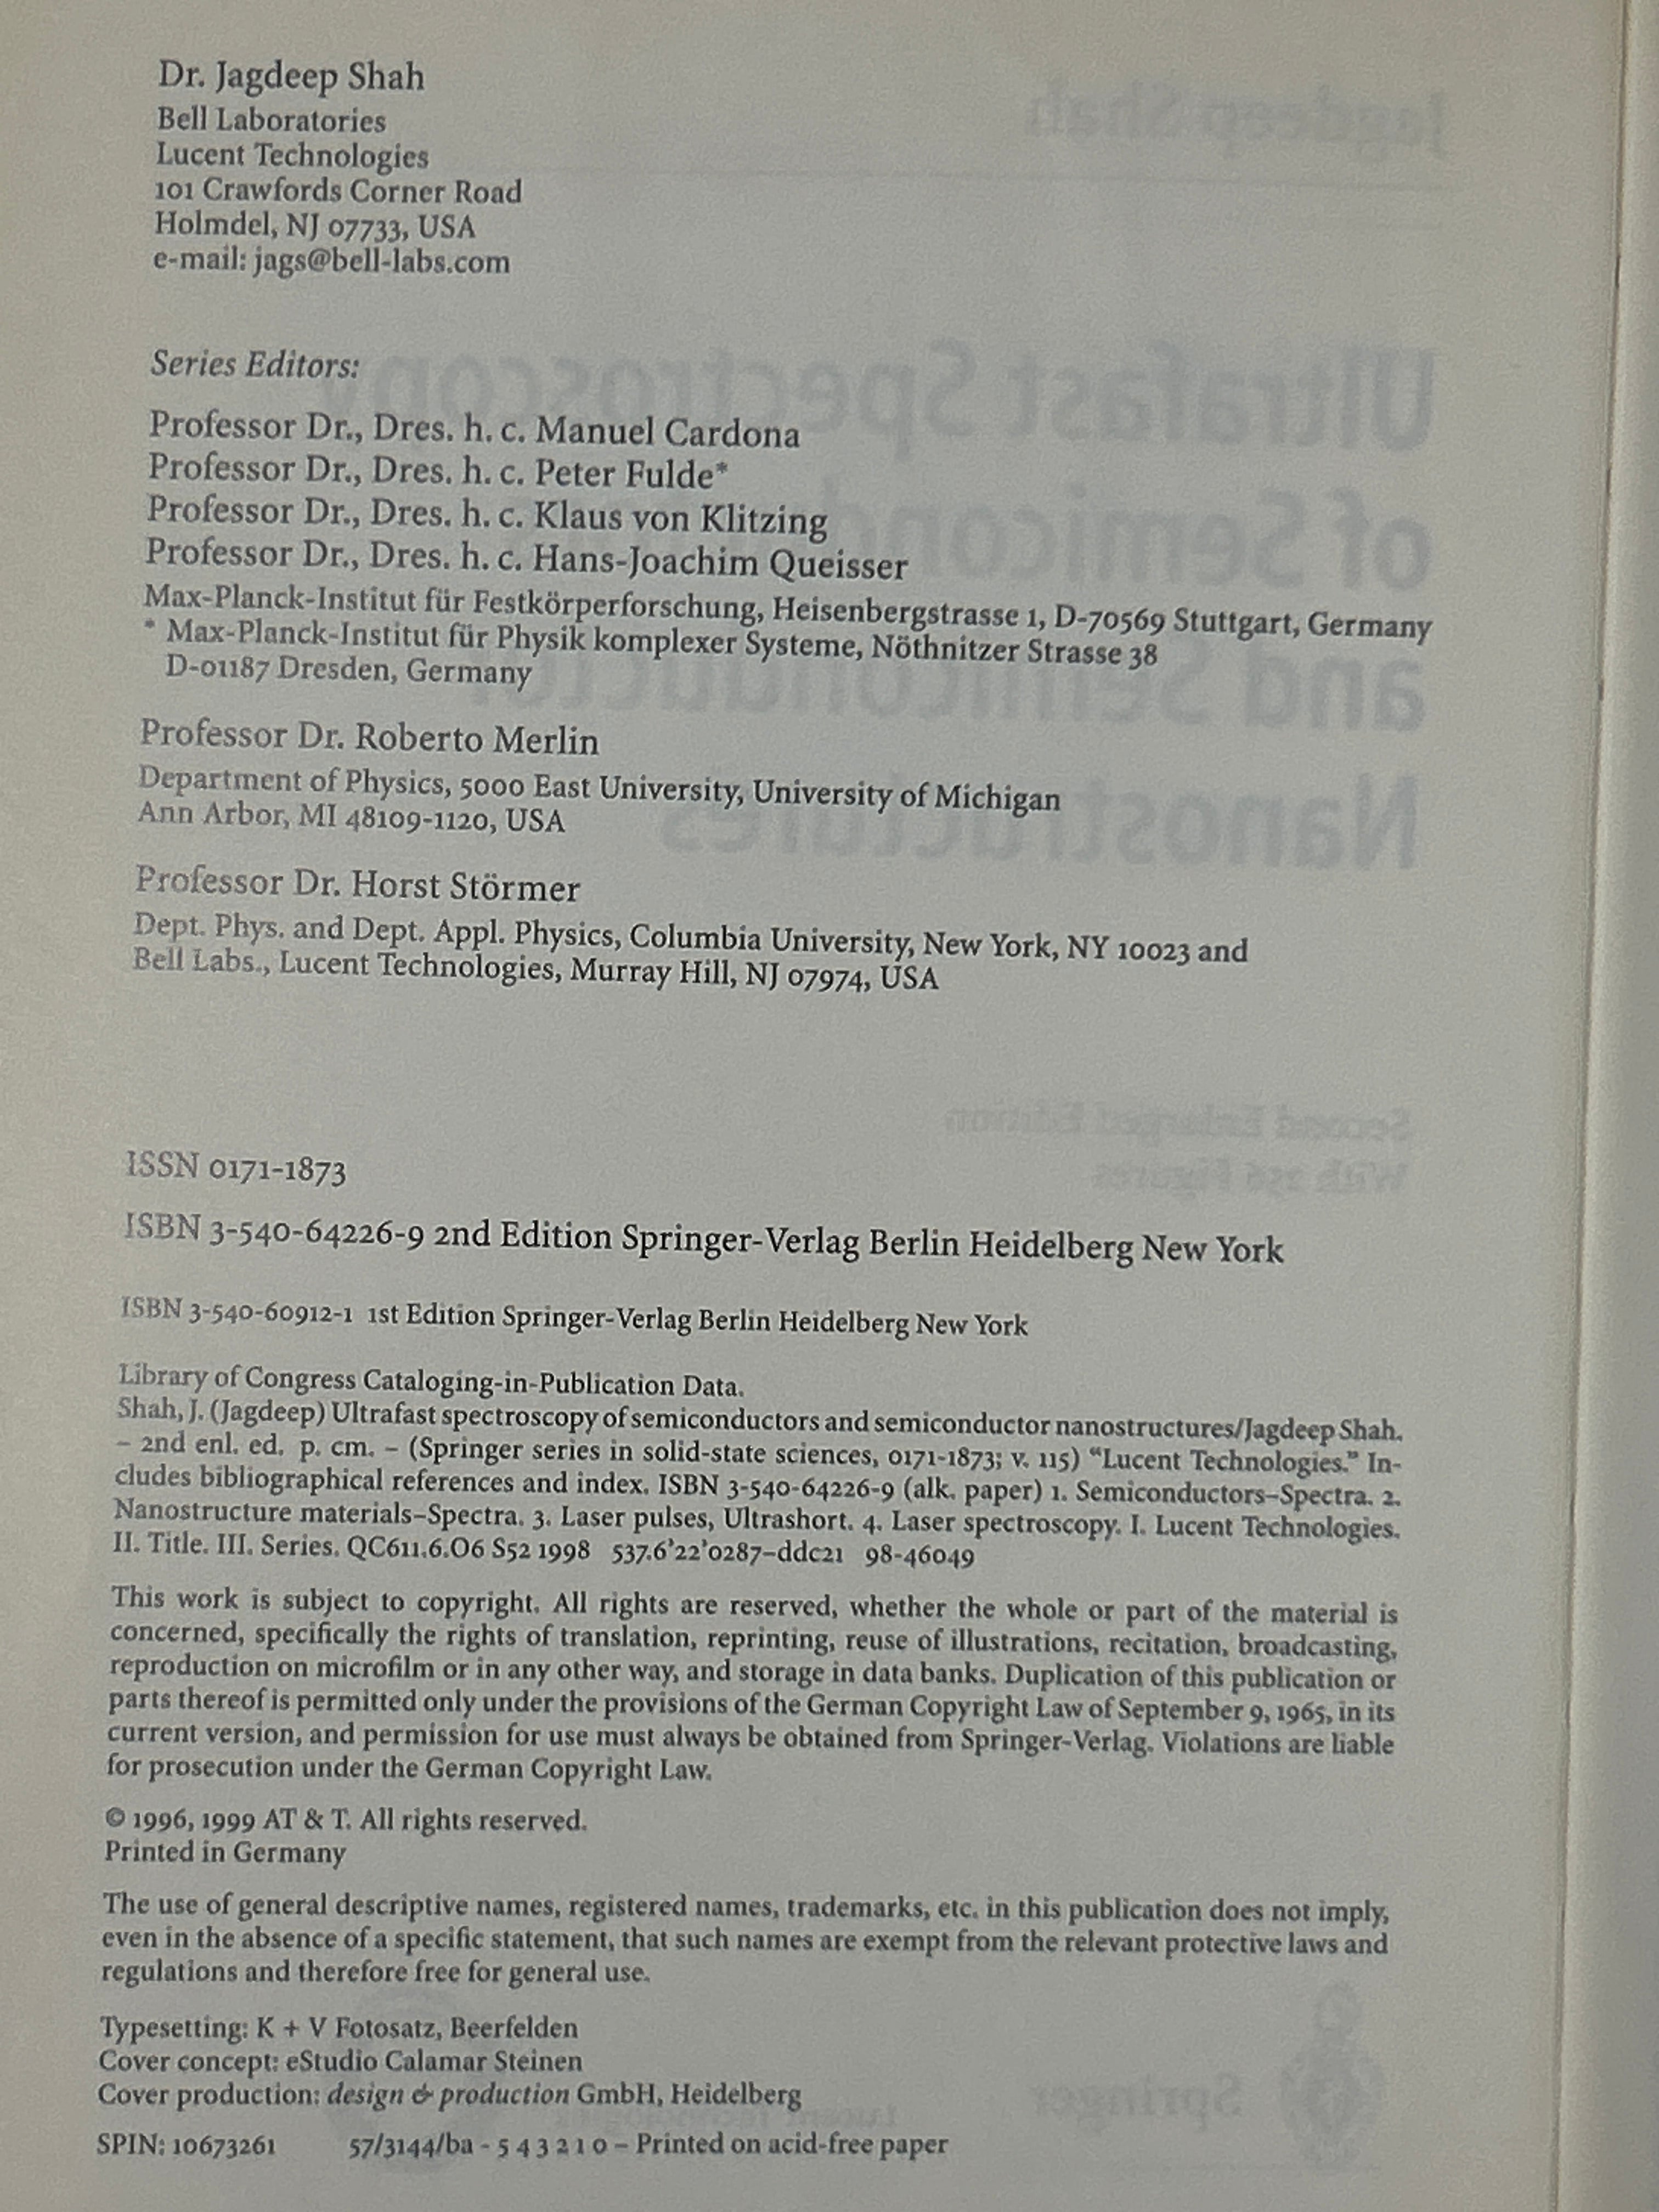 Dr. Jagdeep Shah
Bell Laboratories
Lucent Technologies
101 Crawfords Corner Road
Holmdel, NJ 07733, USA
e-mail: jags@bell-labs.com
Series Editors:
Professor Dr., Dres. h. c. Manuel Cardona
Professor Dr., Dres. h. c. Peter Fulde*
Professor Dr., Dres. h. c. Klaus von Klitzing
Professor Dr., Dres. h. c. Hans-Joachim Queisser
Max-Planck-Institut für Festkörperforschung, Heisenbergstrasse 1, D-70569 Stuttgart, Germany
* Max-Planck-Institut für Physik komplexer Systeme, Nöthnitzer Strasse 38
D-01187 Dresden, Germany
Professor Dr. Roberto Merlin
Department of Physics, 5000 East University, University of Michigan
Ann Arbor, MI 48109-1120, USA
Professor Dr. Horst Störmer
Dept. Phys. and Dept. Appl. Physics, Columbia University, New York, NY 10023 and
Bell Labs., Lucent Technologies, Murray Hill, NJ 07974, USA
ISSN 0171-1873
ISBN 3-540-64226-9 2nd Edition Springer-Verlag Berlin Heidelberg New York
ISBN 3-540-60912-1 1st Edition Springer-Verlag Berlin Heidelberg New York
Library of Congress Cataloging-in-Publication Data.
Shah, J. (Jagdeep) Ultrafast spectroscopy of semiconductors and semiconductor nanostructures/Jagdeep Shah.
– 2nd enl. ed. p. cm. – (Springer series in solid-state sciences, 0171-1873; v. 115) “Lucent Technologies.” In-
cludes bibliographical references and index. ISBN 3-540-64226-9 (alk. paper) 1. Semiconductors–Spectra. 2.
Nanostructure materials–Spectra. 3. Laser pulses, Ultrashort. 4. Laser spectroscopy. I. Lucent Technologies.
II. Title. III. Series. QC611.6.O6 S52 1998 537.6'22'0287–ddc21 98-46049
This work is subject to copyright. All rights are reserved, whether the whole or part of the material is
concerned, specifically the rights of translation, reprinting, reuse of illustrations, recitation, broadcasting,
reproduction on microfilm or in any other way, and storage in data banks. Duplication of this publication or
parts thereof is permitted only under the provisions of the German Copyright Law of September 9, 1965, in its
current version, and permission for use must always be obtained from Springer-Verlag. Violations are liable
for prosecution under the German Copyright Law.
© 1996, 1999 AT & T. All rights reserved.
Printed in Germany
The use of general descriptive names, registered names, trademarks, etc. in this publication does not imply,
even in the absence of a specific statement, that such names are exempt from the relevant protective laws and
regulations and therefore free for general use.
Typesetting: K + V Fotosatz, Beerfelden
Cover concept: eStudio Calamar Steinen
Cover production: design & production GmbH, Heidelberg
SPIN: 10673261 57/3144/ba - 5 4 3 2 1 0 – Printed on acid-free paper